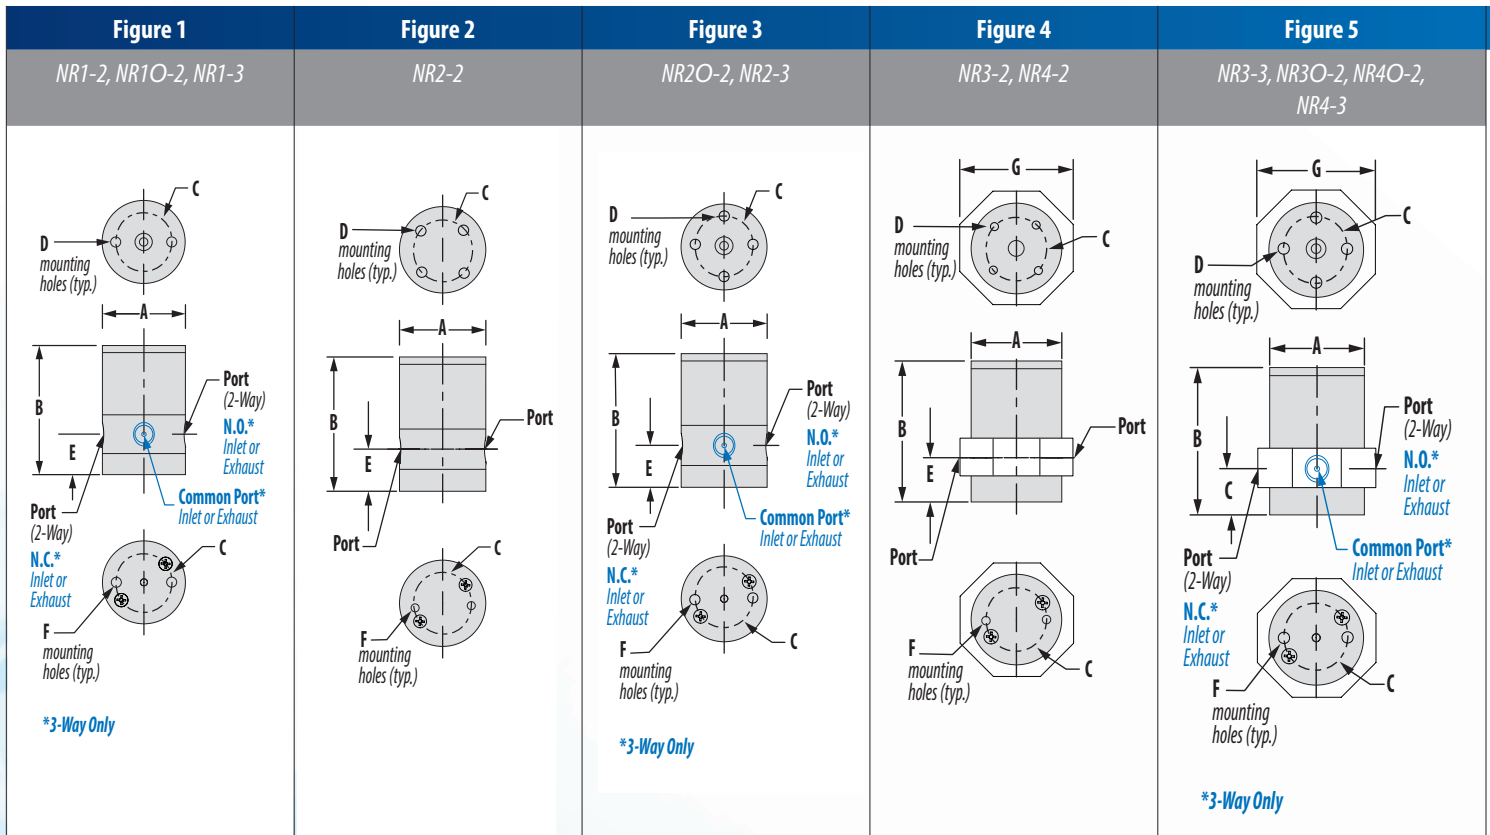 Figure 1
NR1-2, NR1O-2, NR1-3
C
D
mounting
holes (typ.)
A
B
E
Port
(2-Way)
N.O.*
Inlet or
Exhaust
Common Port*
Inlet or Exhaust
Port
(2-Way)
N.C.*
Inlet or
Exhaust
C
F
mounting
holes (typ.)
*3-Way Only
Figure 2
NR2-2
C
D
mounting
holes (typ.)
A
B
E
Port
Port
C
F
mounting
holes (typ.)
Figure 3
NR2O-2, NR2-3
C
D
mounting
holes (typ.)
A
B
E
Port
(2-Way)
N.O.*
Inlet or
Exhaust
Common Port*
Inlet or Exhaust
Port
(2-Way)
N.C.*
Inlet or
Exhaust
F
mounting
holes (typ.)
C
*3-Way Only
Figure 4
NR3-2, NR4-2
G
D
mounting
holes (typ.)
C
A
B
E
Port
Port
F
mounting
holes (typ.)
C
Figure 5
NR3-3, NR3O-2, NR4O-2,
NR4-3
G
C
D
mounting
holes (typ.)
A
B
C
Port
(2-Way)
N.O.*
Inlet or
Exhaust
Common Port*
Inlet or Exhaust
Port
(2-Way)
N.C.*
Inlet or
Exhaust
F
mounting
holes (typ.)
C
*3-Way Only